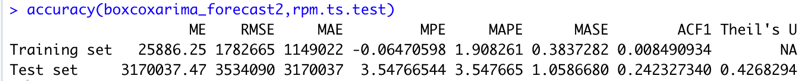 > accuracy(boxcoxarima_forecast2,rpm.ts.test)
ME RMSE MAE MPE MAPE MASE ACF1 Theil's U
Training set 25886.25 1782665 1149022 -0.06470598 1.908261 0.3837282 0.008490934 NA
Test set 3170037.47 3534090 3170037 3.54766544 3.547665 1.0586680 0.242327340 0.4268294